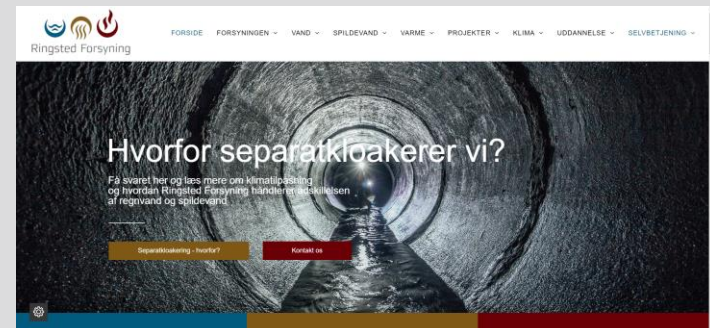 Ringsted Forsyning
FORSIDE FORSYNINGEN VAND SPILDEVAND VARME PROJEKTER KLIMA UDDANNELSE SELVBETJENING
Hvorfor separatkloakerer vi?
Få svaret her og læs mere om klimatilpasning
og hvordan Ringsted Forsyning håndterer adskillelsen
af regnvand og spildevand
Separatkloakering - hvorfor? Kontakt os